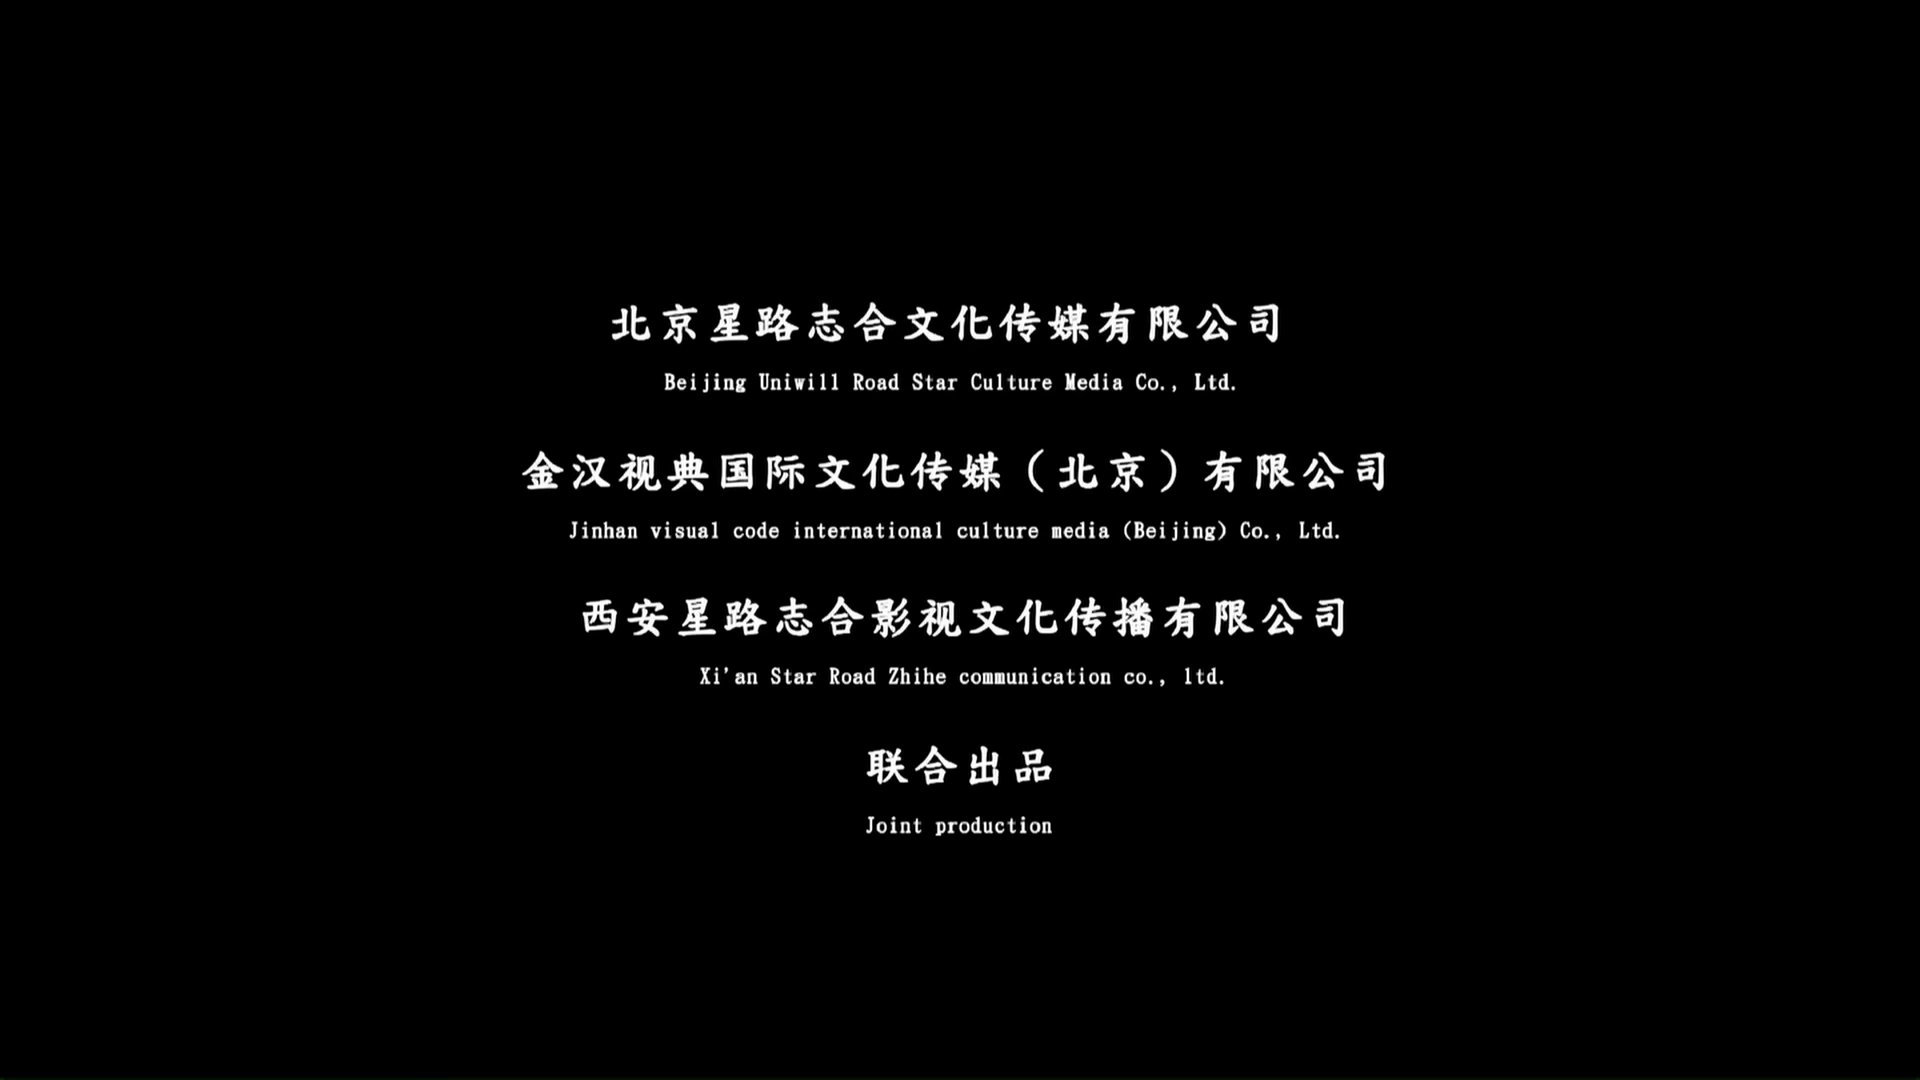 北京星路志合文化传媒有限公司
Beijing Uniwill Road Star Culture Media Co., Ltd.
金汉视典国际文化传媒（北京）有限公司
Jinhan visual code international culture media (Beijing) Co., Ltd.
西安星路志合影视文化传播有限公司
Xi'an Star Road Zhihe communication co., ltd.
联合出品
Joint production